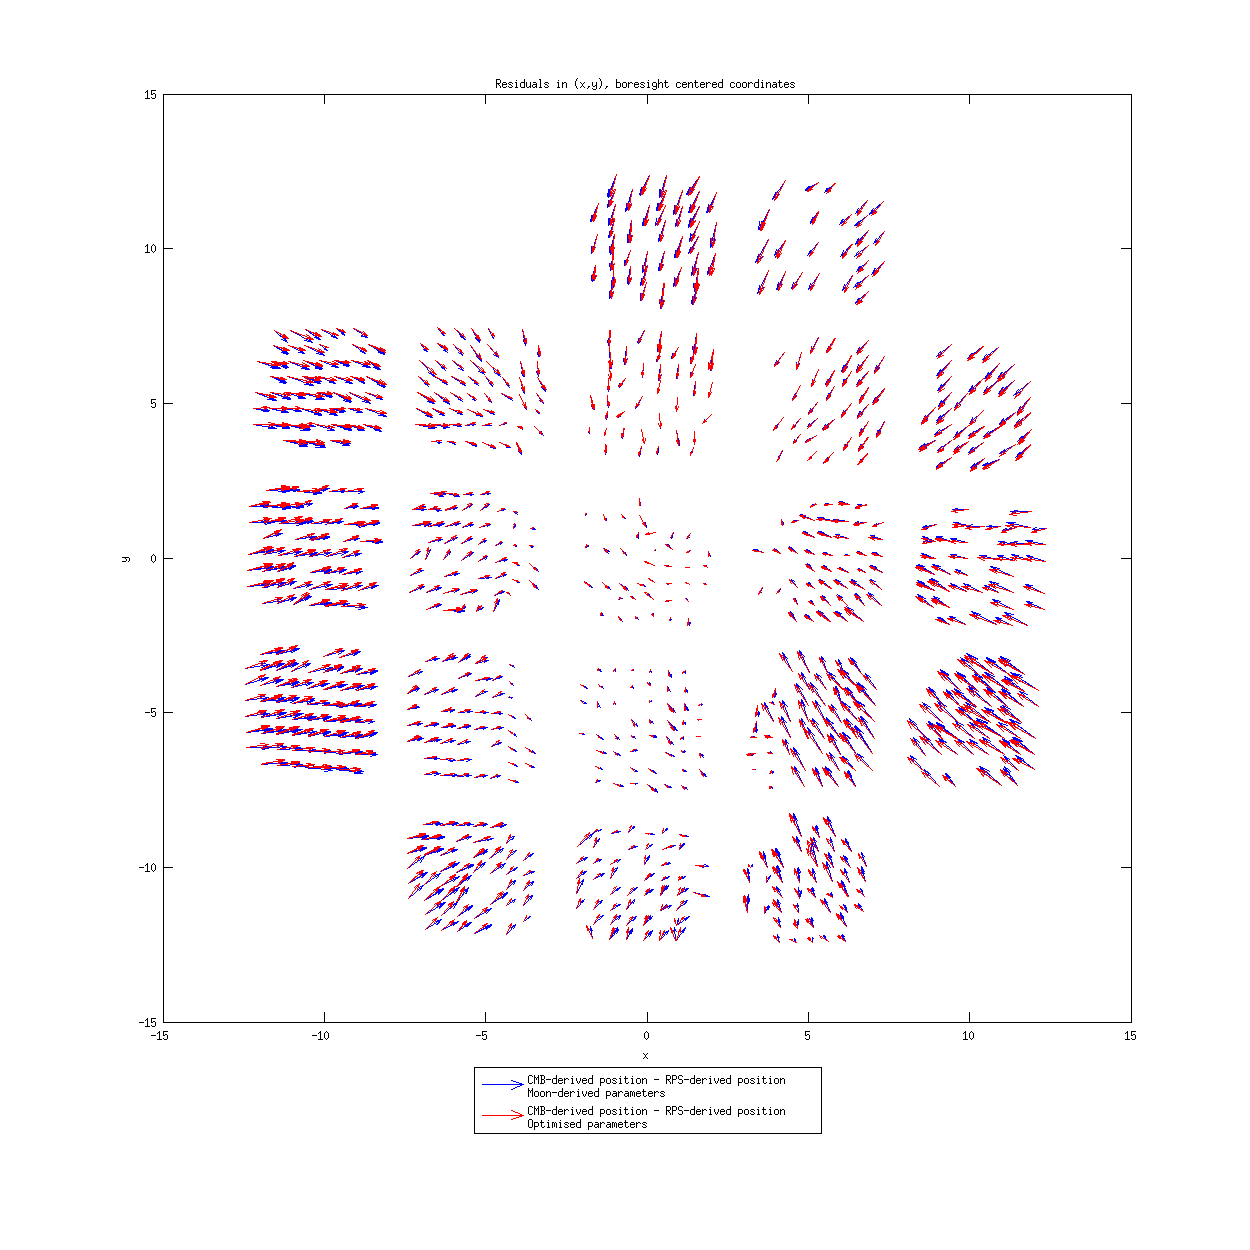 Residuals in (x,y), boresight centered coordinates
15
10
5
0
-5
-10
-15
y
-15
-10
-5
0
5
10
15
x
CMB-derived position - RPS-derived position
Moon-derived parameters
CMB-derived position - RPS-derived position
Optimised parameters